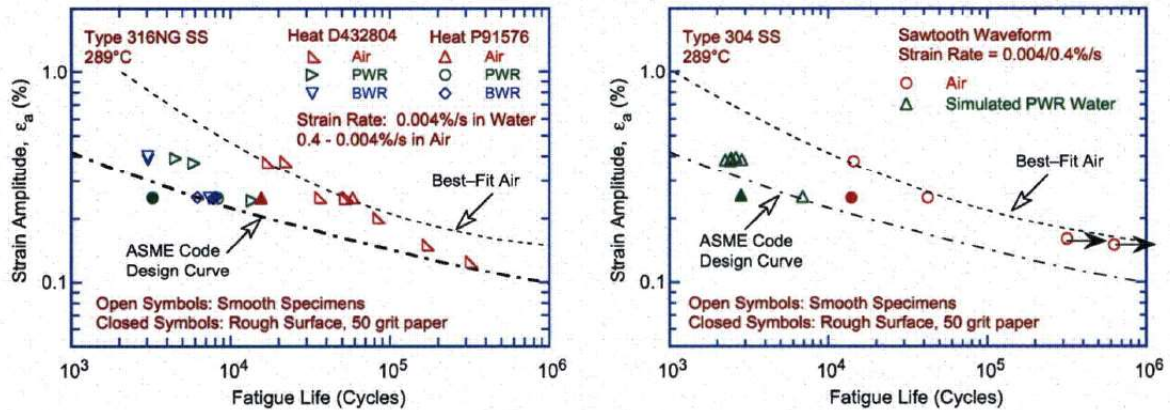 Type 316NG SS
289°C
Heat D432804 Heat P91576
Air Air
PWR PWR
BWR BWR
Strain Rate: 0.004%/s in Water
0.4 - 0.004%/s in Air
Best–Fit Air
ASME Code
Design Curve
Open Symbols: Smooth Specimens
Closed Symbols: Rough Surface, 50 grit paper
Strain Amplitude, εa (%)
1.0
0.1
10³ 10⁴ 10⁵ 10⁶
Fatigue Life (Cycles)
Type 304 SS
289°C
Sawtooth Waveform
Strain Rate = 0.004/0.4%/s
Air
Simulated PWR Water
Best–Fit Air
ASME Code
Design Curve
Open Symbols: Smooth Specimens
Closed Symbols: Rough Surface, 50 grit paper
Strain Amplitude, εa (%)
1.0
0.1
10³ 10⁴ 10⁵ 10⁶
Fatigue Life (Cycles)